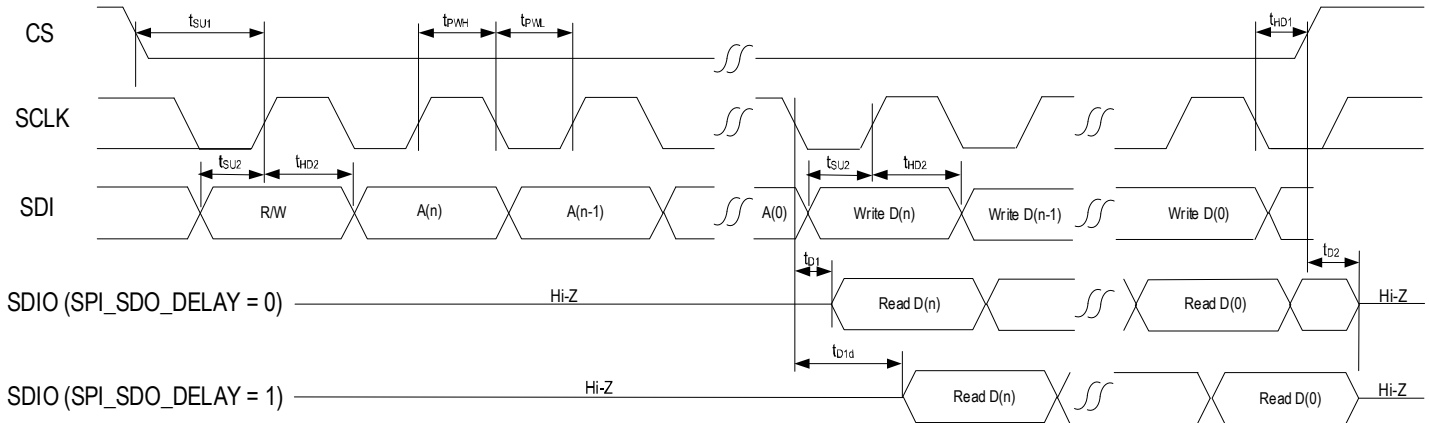 CS tSU1 tPWH tPWL tHD1
SCLK
tSU2 tHD2 tSU2 tHD2
SDI R/W A(n) A(n-1) A(0) Write D(n) Write D(n-1) Write D(0)
tD1 tD2
SDIO (SPI_SDO_DELAY = 0) Hi-Z Read D(n) Read D(0) Hi-Z
tD1d
SDIO (SPI_SDO_DELAY = 1) Hi-Z Read D(n) Read D(0) Hi-Z